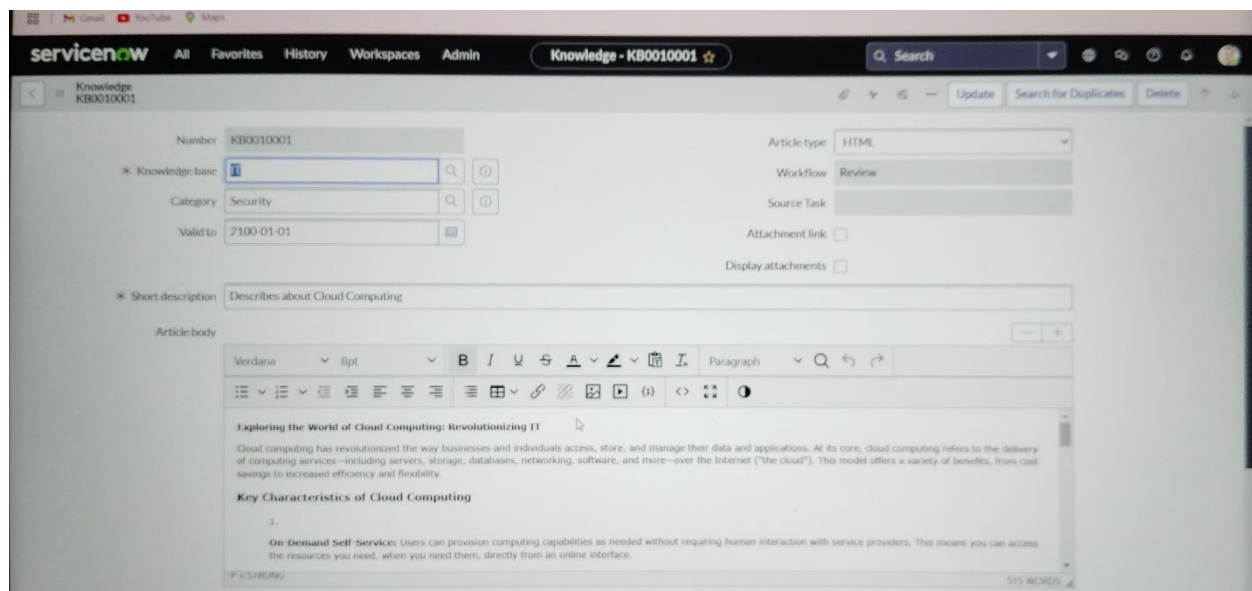 Gmail YouTube Maps
servicenow All Favorites History Workspaces Admin Knowledge - KB0010001 Search
Knowledge
KB0010001
Update Search for Duplicates Delete
Number KB0010001 Article type HTML
* Knowledge base IT Workflow Review
Category Security Source Task
Valid to 2100-01-01 Attachment link
Display attachments
* Short description Describes about Cloud Computing
Article body
Verdana 8pt B I U S A Paragraph
Exploring the World of Cloud Computing: Revolutionizing IT
Cloud computing has revolutionized the way businesses and individuals access, store, and manage their data and applications. At its core, cloud computing refers to the delivery
of computing services—including servers, storage, databases, networking, software, and more—over the Internet ("the cloud"). This model offers a variety of benefits, from cost
savings to increased efficiency and flexibility.
Key Characteristics of Cloud Computing
1.
On-Demand Self-Service: Users can provision computing capabilities as needed without requiring human interaction with service providers. This means you can access
the resources you need, when you need them, directly from an online interface.
P » STRONG 515 WORDS